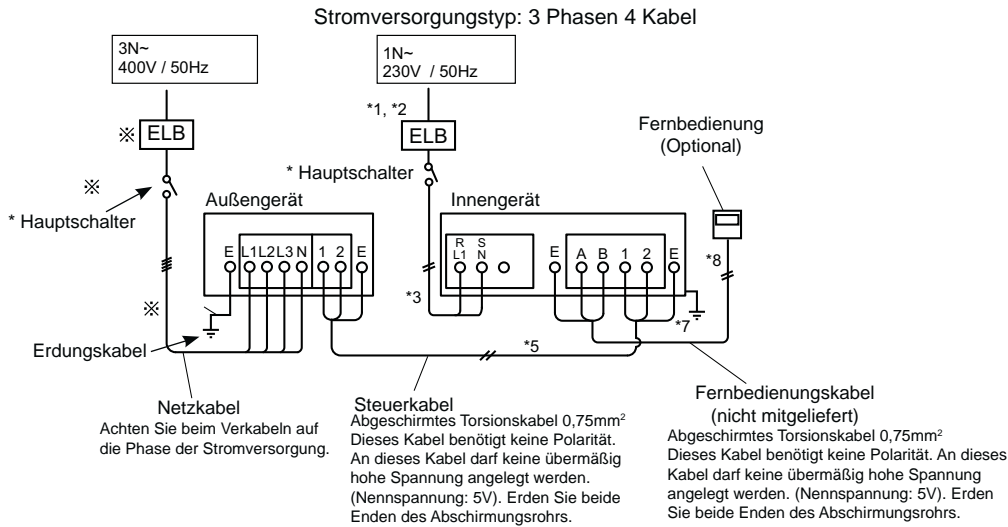 Stromversorgungstyp: 3 Phasen 4 Kabel
3N~
400V / 50Hz
1N~
230V / 50Hz
*1, *2
※ ELB
ELB
Fernbedienung
(Optional)
※
* Hauptschalter
* Hauptschalter
Außengerät
Innengerät
E L1 L2 L3 N 1 2 E
R S
L1 N
E A B 1 2 E
*8
*3
※
*7
*5
Erdungskabel
Netzkabel
Achten Sie beim Verkabeln auf
die Phase der Stromversorgung.
Steuerkabel
Abgeschirmtes Torsionskabel 0,75mm²
Dieses Kabel benötigt keine Polarität.
An dieses Kabel darf keine übermäßig
hohe Spannung angelegt werden.
(Nennspannung: 5V). Erden Sie beide
Enden des Abschirmungsrohrs.
Fernbedienungskabel
(nicht mitgeliefert)
Abgeschirmtes Torsionskabel 0,75mm²
Dieses Kabel benötigt keine Polarität. An dieses
Kabel darf keine übermäßig hohe Spannung
angelegt werden. (Nennspannung: 5V). Erden
Sie beide Enden des Abschirmungsrohrs.